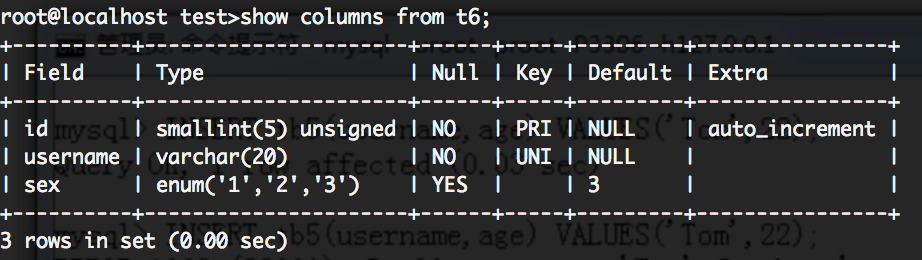 root@localhost test>show columns from t6;
+----------+----------------------+------+-----+---------+----------------+
| Field | Type | Null | Key | Default | Extra |
+----------+----------------------+------+-----+---------+----------------+
| id | smallint(5) unsigned | NO | PRI | NULL | auto_increment |
| username | varchar(20) | NO | UNI | NULL | |
| sex | enum('1','2','3') | YES | | 3 | |
+----------+----------------------+------+-----+---------+----------------+
3 rows in set (0.00 sec)